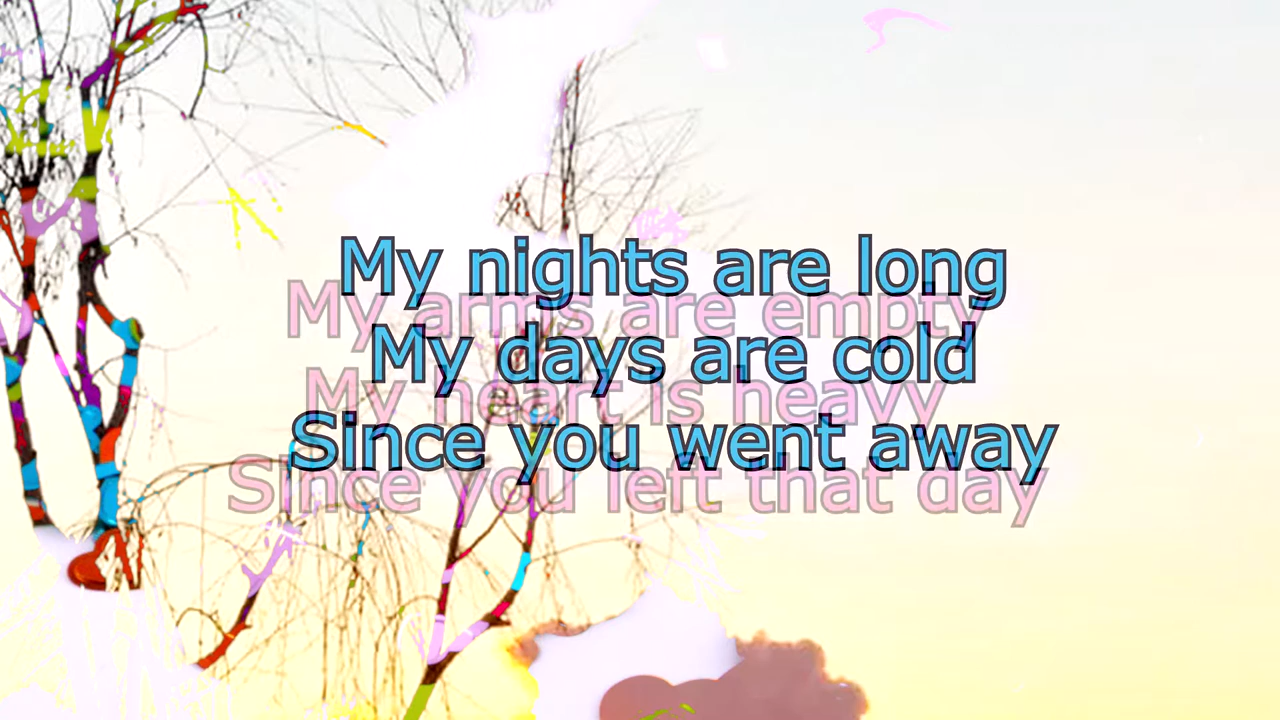 My nights are long
My arms are empty
My days are cold
My heart is heavy
Since you went away
Since you left that day